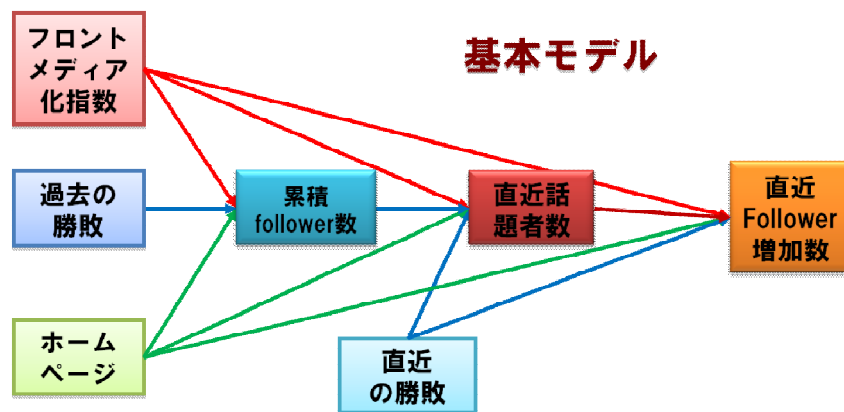 基本モデル
フロント
メディア
化指数
過去の
勝敗
累積
follower数
直近話
題者数
直近
Follower
増加数
ホーム
ページ
直近
の勝敗